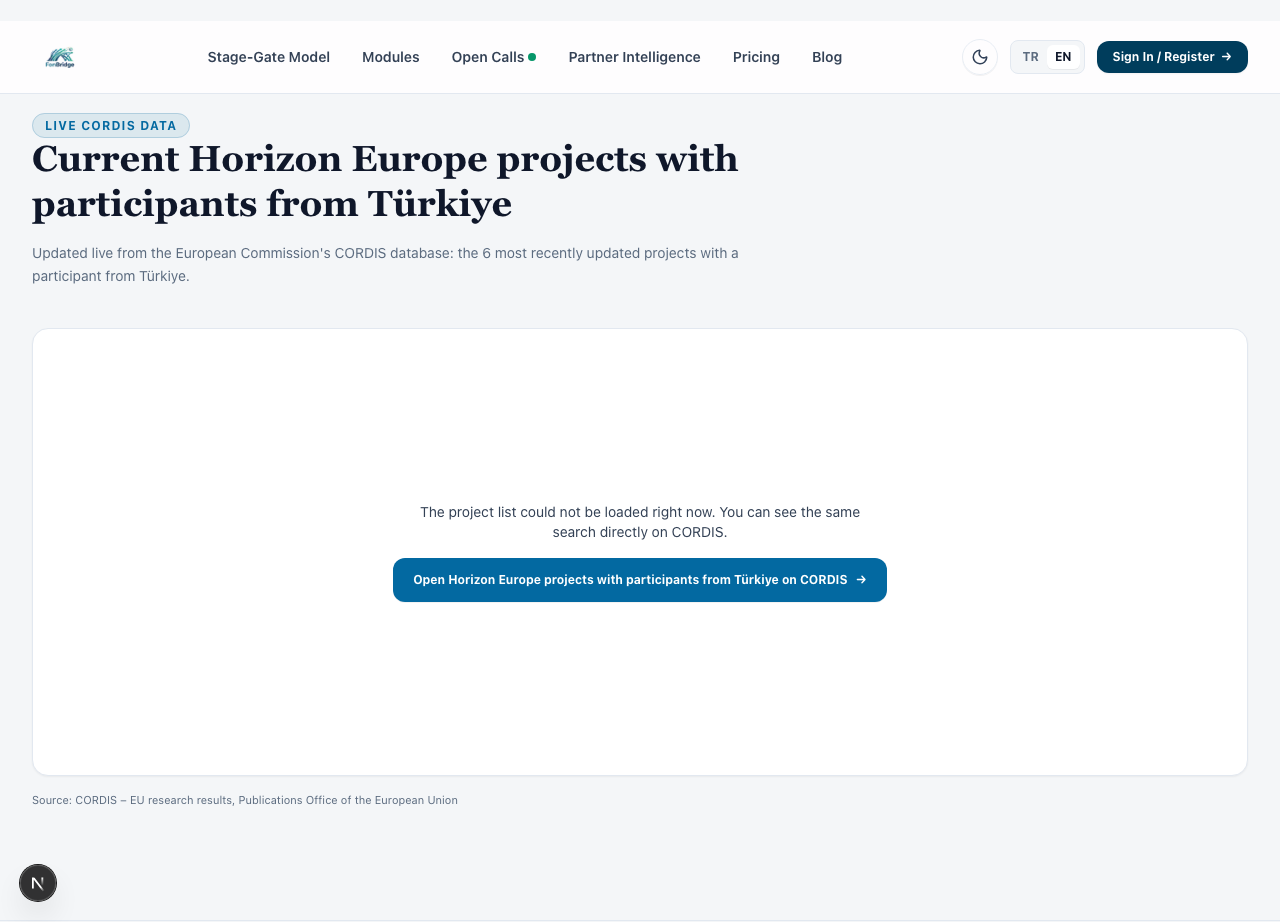 FonBridge
Stage-Gate Model
Modules
Open Calls
Partner Intelligence
Pricing
Blog
TR
EN
Sign In / Register →
LIVE CORDIS DATA
Current Horizon Europe projects with
participants from Türkiye
Updated live from the European Commission's CORDIS database: the 6 most recently updated projects with a
participant from Türkiye.
The project list could not be loaded right now. You can see the same
search directly on CORDIS.
Open Horizon Europe projects with participants from Türkiye on CORDIS →
Source: CORDIS – EU research results, Publications Office of the European Union
N